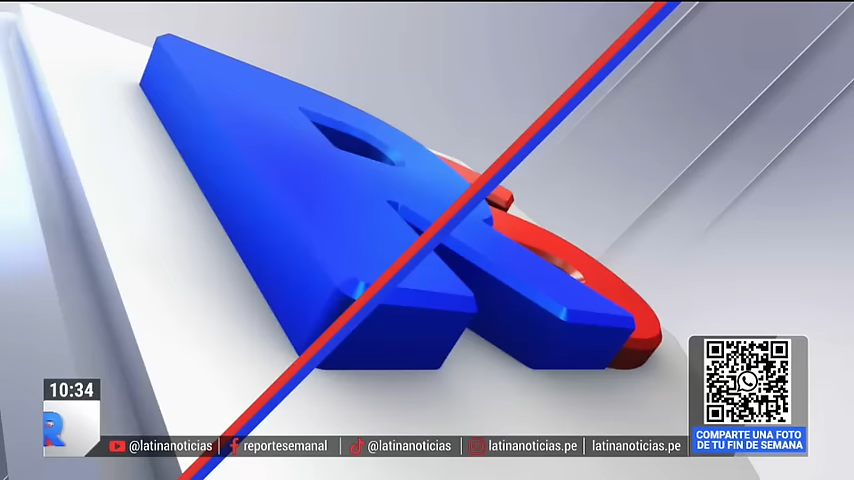 R
10:34
R
@latinanoticias
reportesemanal
@latinanoticias
latinanoticias.pe
latinanoticias.pe
COMPARTE UNA FOTO
DE TU FIN DE SEMANA